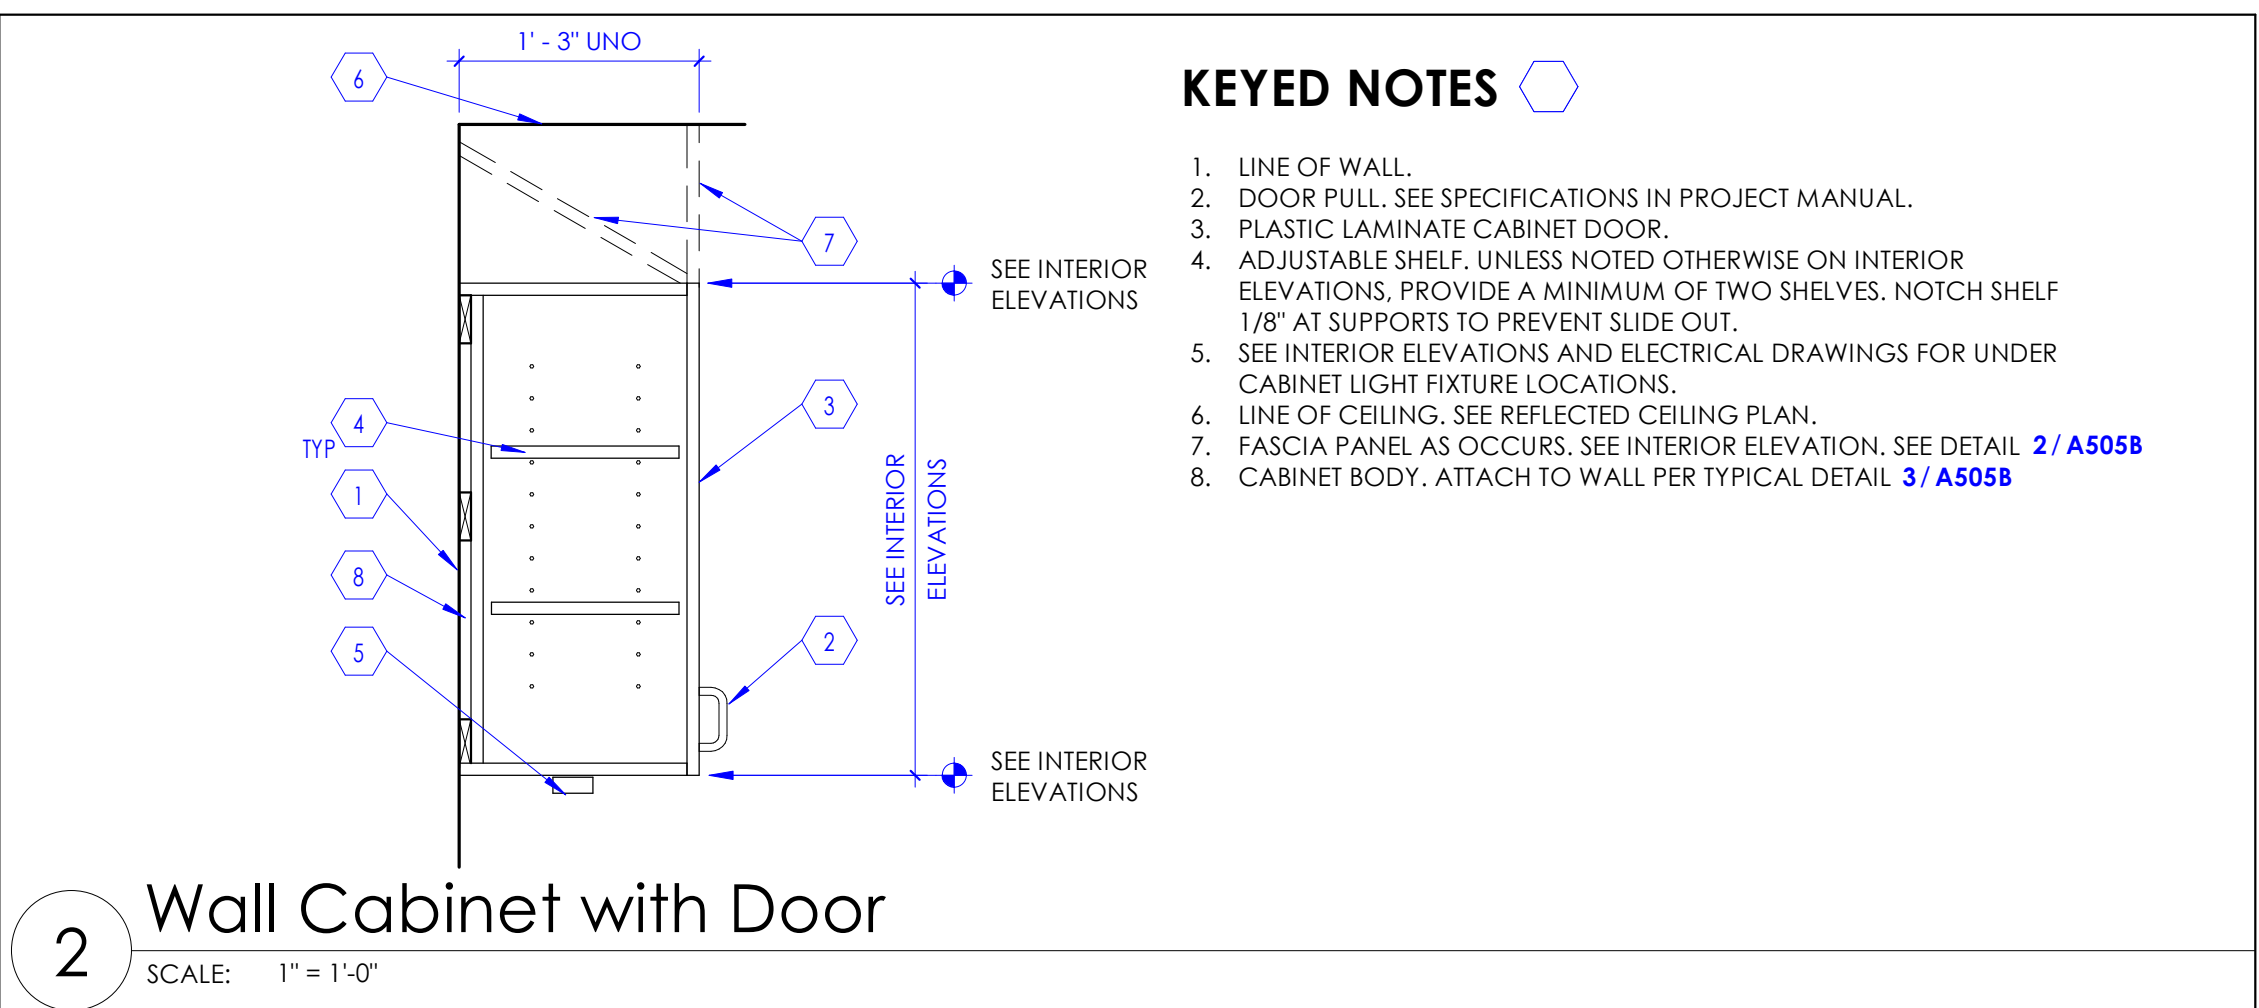 1' - 3" UNO
6
7
SEE INTERIOR
ELEVATIONS
3
4
TYP
1
8
5
SEE INTERIOR
ELEVATIONS
2
SEE INTERIOR
ELEVATIONS
KEYED NOTES
1. LINE OF WALL.
2. DOOR PULL. SEE SPECIFICATIONS IN PROJECT MANUAL.
3. PLASTIC LAMINATE CABINET DOOR.
4. ADJUSTABLE SHELF. UNLESS NOTED OTHERWISE ON INTERIOR
ELEVATIONS, PROVIDE A MINIMUM OF TWO SHELVES. NOTCH SHELF
1/8" AT SUPPORTS TO PREVENT SLIDE OUT.
5. SEE INTERIOR ELEVATIONS AND ELECTRICAL DRAWINGS FOR UNDER
CABINET LIGHT FIXTURE LOCATIONS.
6. LINE OF CEILING. SEE REFLECTED CEILING PLAN.
7. FASCIA PANEL AS OCCURS. SEE INTERIOR ELEVATION. SEE DETAIL 2/A505B
8. CABINET BODY. ATTACH TO WALL PER TYPICAL DETAIL 3/A505B
2
Wall Cabinet with Door
SCALE: 1" = 1'-0"